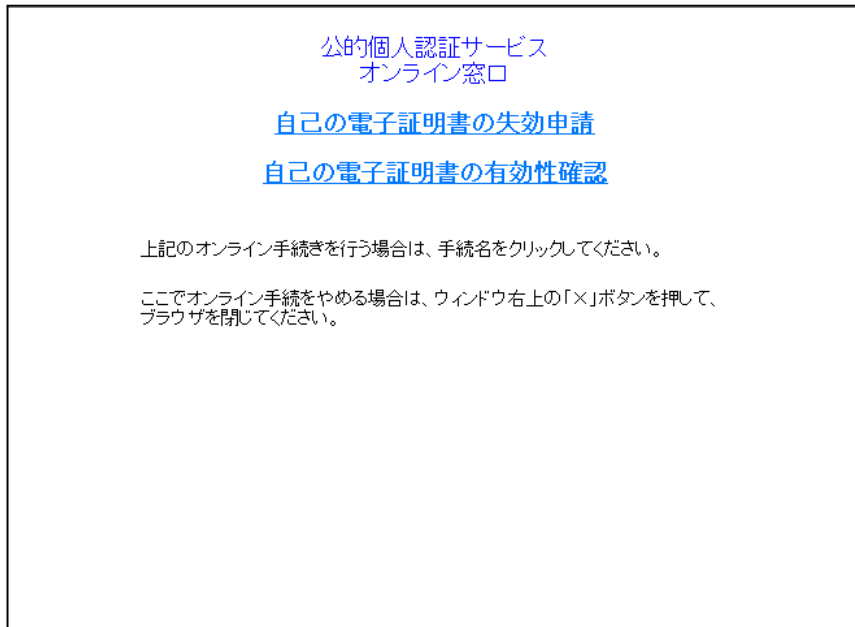 公的個人認証サービス
オンライン窓口
自己の電子証明書の失効申請
自己の電子証明書の有効性確認
上記のオンライン手続きを行う場合は、手続名をクリックしてください。
ここでオンライン手続をやめる場合は、ウィンドウ右上の「×」ボタンを押して、
ブラウザを閉じてください。